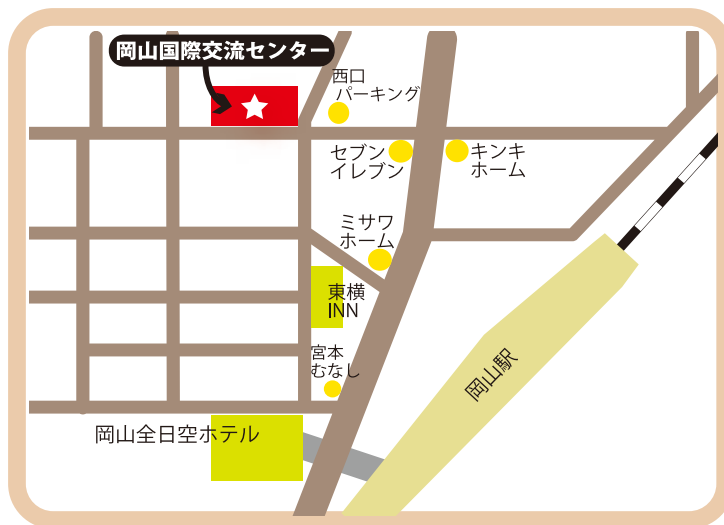 岡山国際交流センター
西口
パーキング
セブン
イレブン
キンキ
ホーム
ミサワ
ホーム
東横
INN
宮本
むなし
岡山駅
岡山全日空ホテル